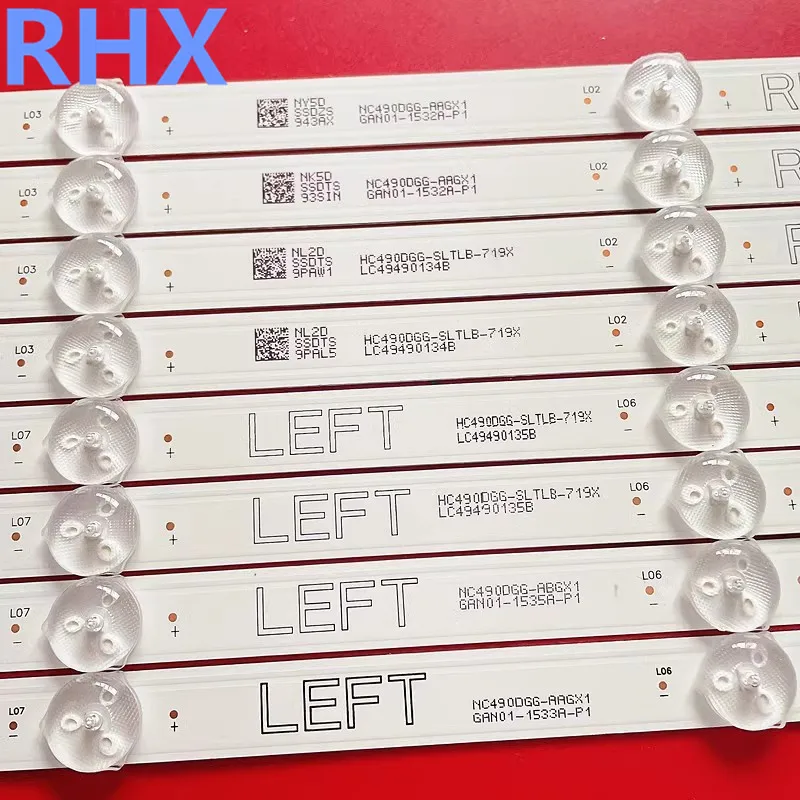 RHX
L03
NY5D
SSDZS
943AX
NC490DGG-AAGX1
GAN01-1532A-P1
L02
R
L03
NK5D
SSDTS
93SIN
NC490DGG-AAGX1
GAN01-1532A-P1
L02
L03
NL2D
SSDTS
9PAW1
HC490DGG-SLTLB-719X
LC49490134B
L02
L03
NL2D
SSDTS
9PAL5
HC490DGG-SLTLB-719X
LC49490134B
L02
L07
LEFT
HC490DGG-SLTLB-719X
LC49490135B
L06
L07
LEFT
HC490DGG-SLTLB-719X
LC49490135B
L06
L07
LEFT
NC490DGG-ABGX1
GAN01-1535A-P1
L06
L07
LEFT
NC490DGG-AAGX1
GAN01-1533A-P1
L06